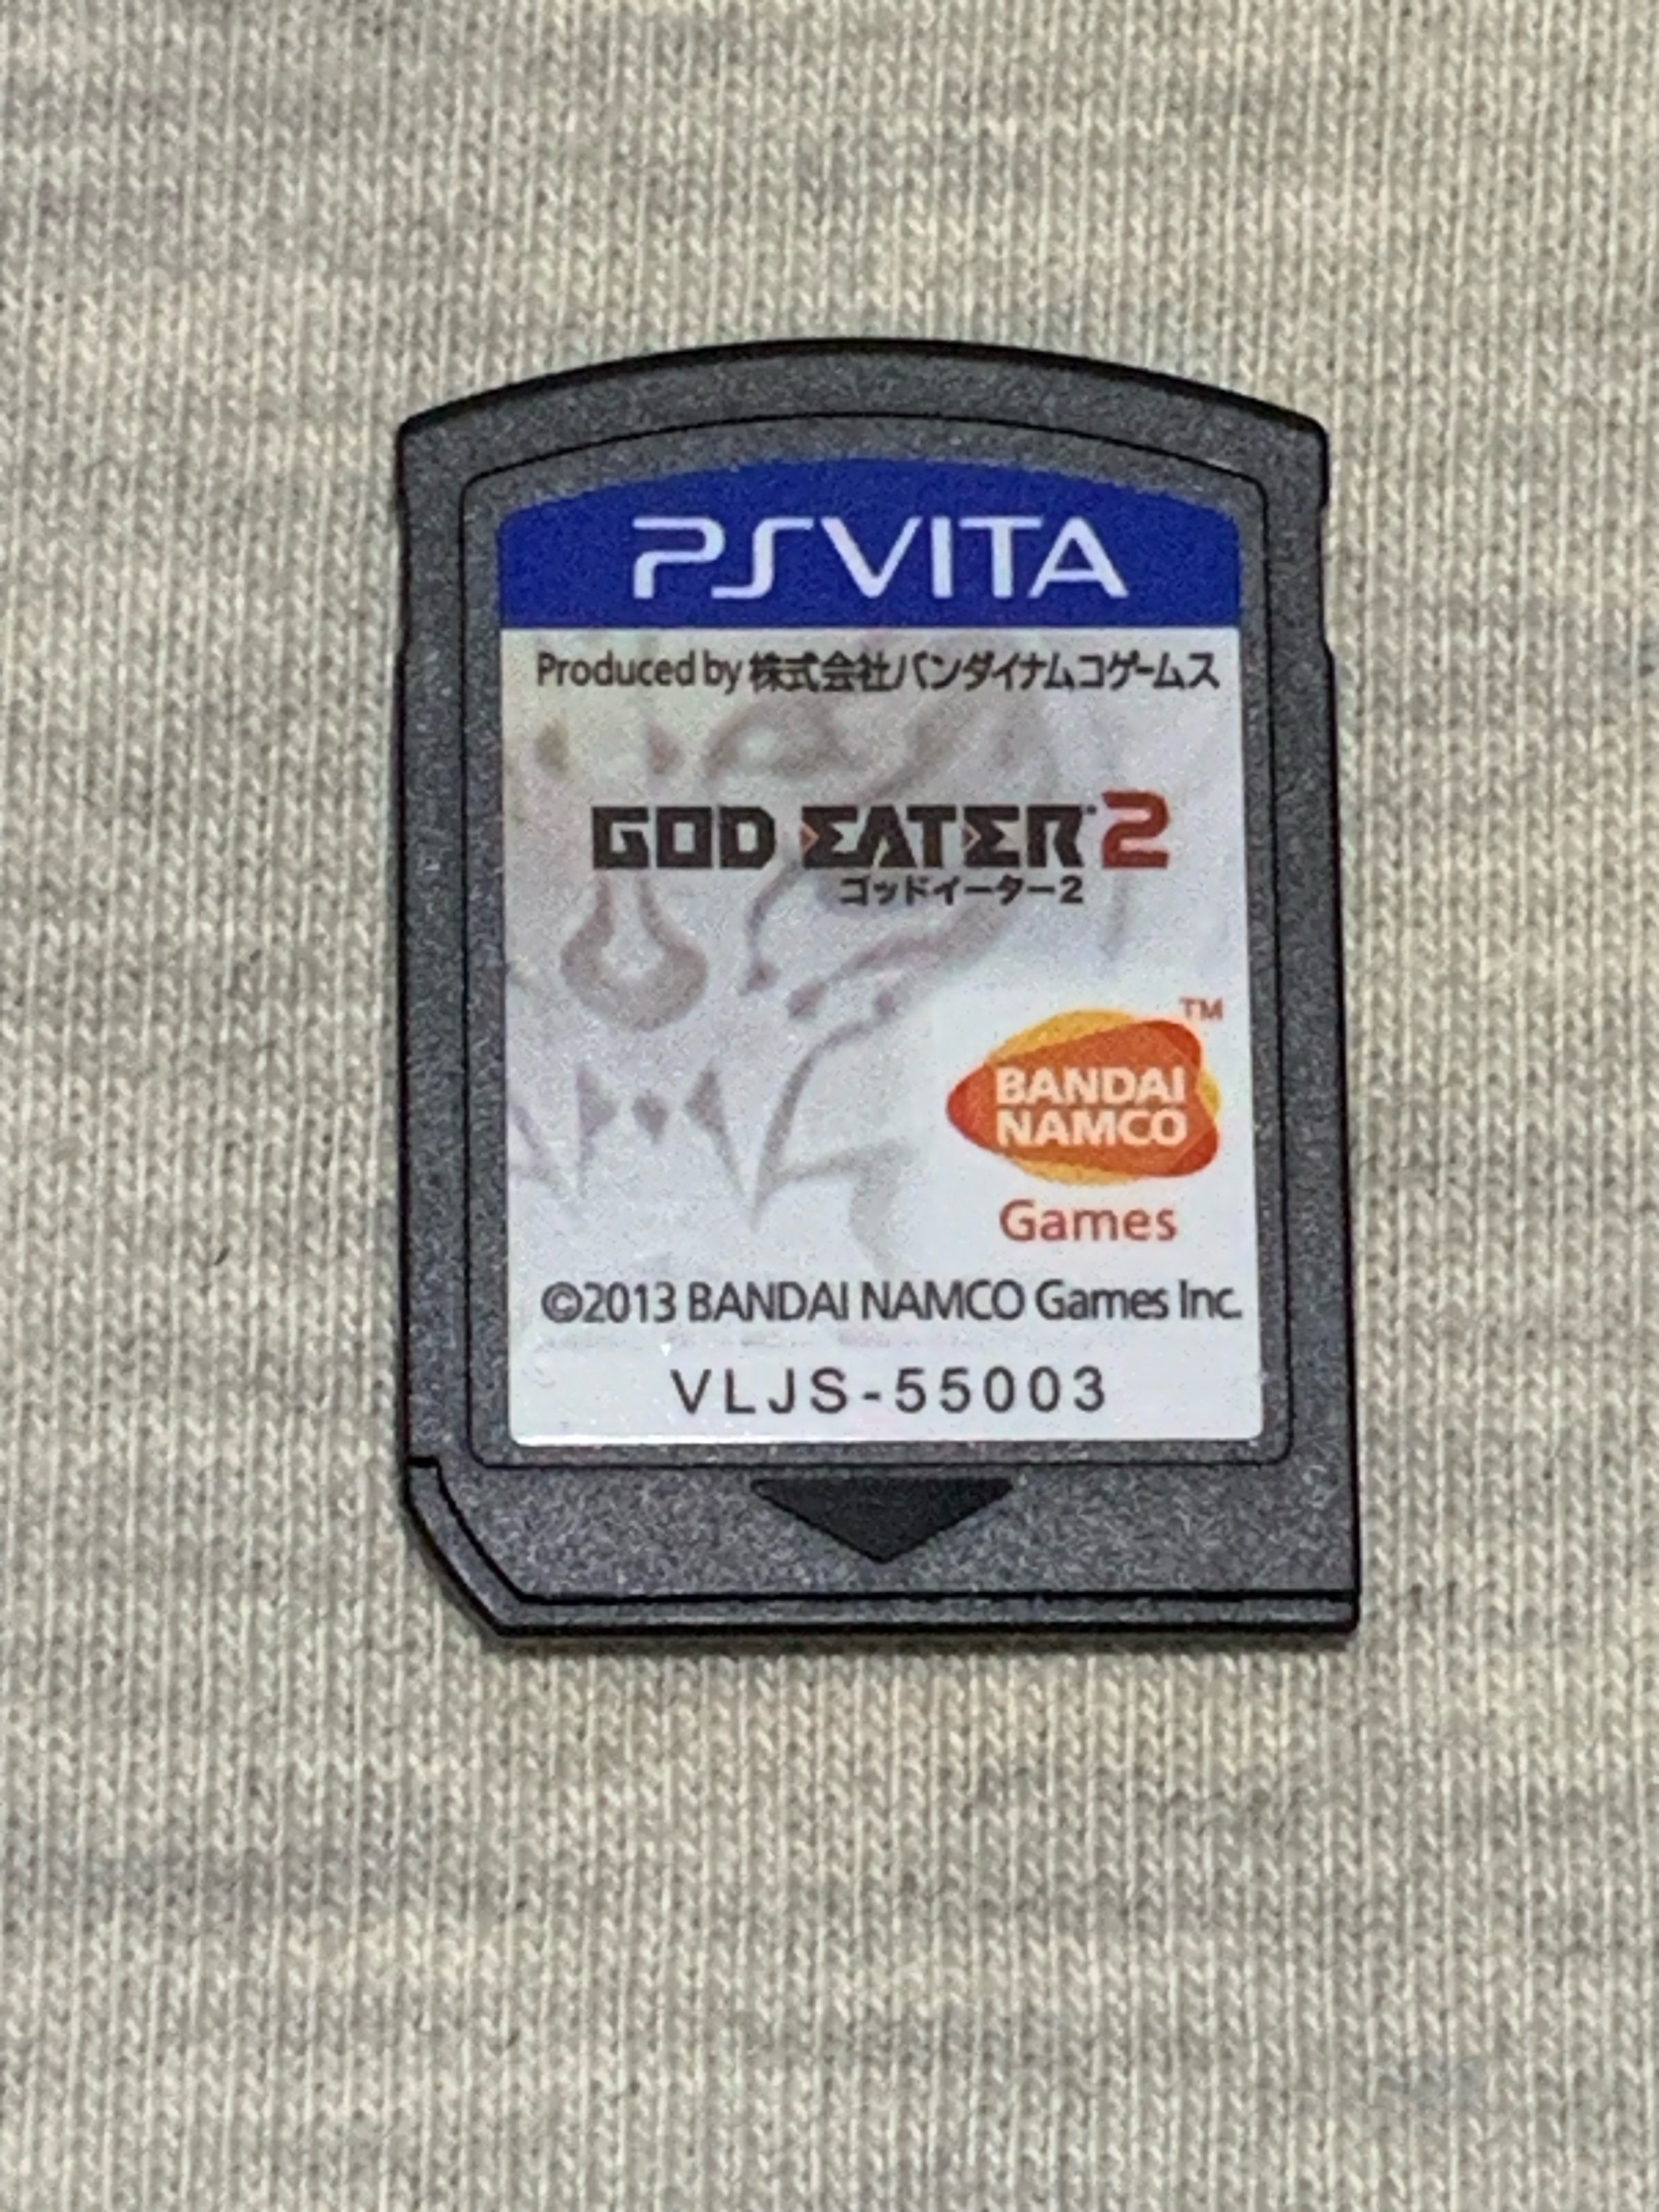 PSVITA
Produced by 株式会社バンダイナムコゲームス
GOD EATER 2
ゴッドイーター2
TM
BANDAI
NAMCO
Games
©2013 BANDAI NAMCO Games Inc.
VLJS-55003